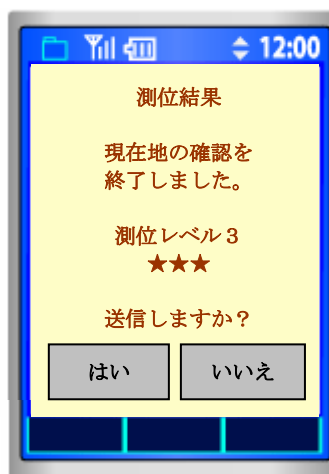 12:00
測位結果
現在地の確認を
終了しました。
測位レベル３
★★★
送信しますか？
はい
いいえ